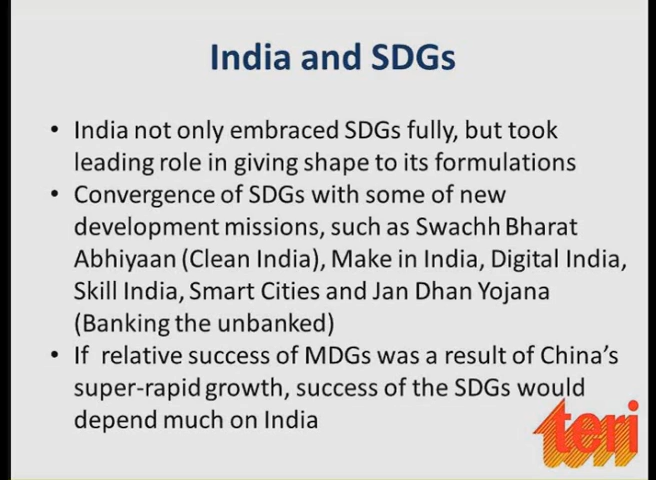 India and SDGs
• India not only embraced SDGs fully, but took
leading role in giving shape to its formulations
• Convergence of SDGs with some of new
development missions, such as Swachh Bharat
Abhiyaan (Clean India), Make in India, Digital India,
Skill India, Smart Cities and Jan Dhan Yojana
(Banking the unbanked)
• If relative success of MDGs was a result of China's
super-rapid growth, success of the SDGs would
depend much on India
teri